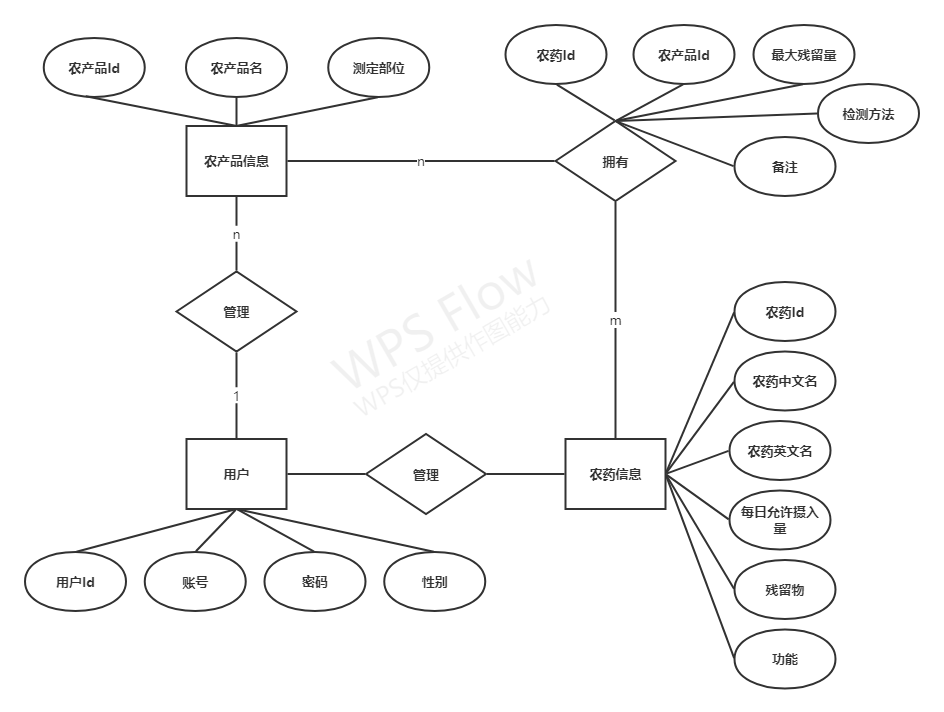 农产品Id
农产品名
测定部位
农药Id
农产品Id
最大残留量
检测方法
备注
农产品信息
n
拥有
n
管理
m
1
WPS Flow
WPS仅提供作图能力
用户
管理
农药信息
农药Id
农药中文名
农药英文名
每日允许摄入
量
残留物
功能
用户Id
账号
密码
性别